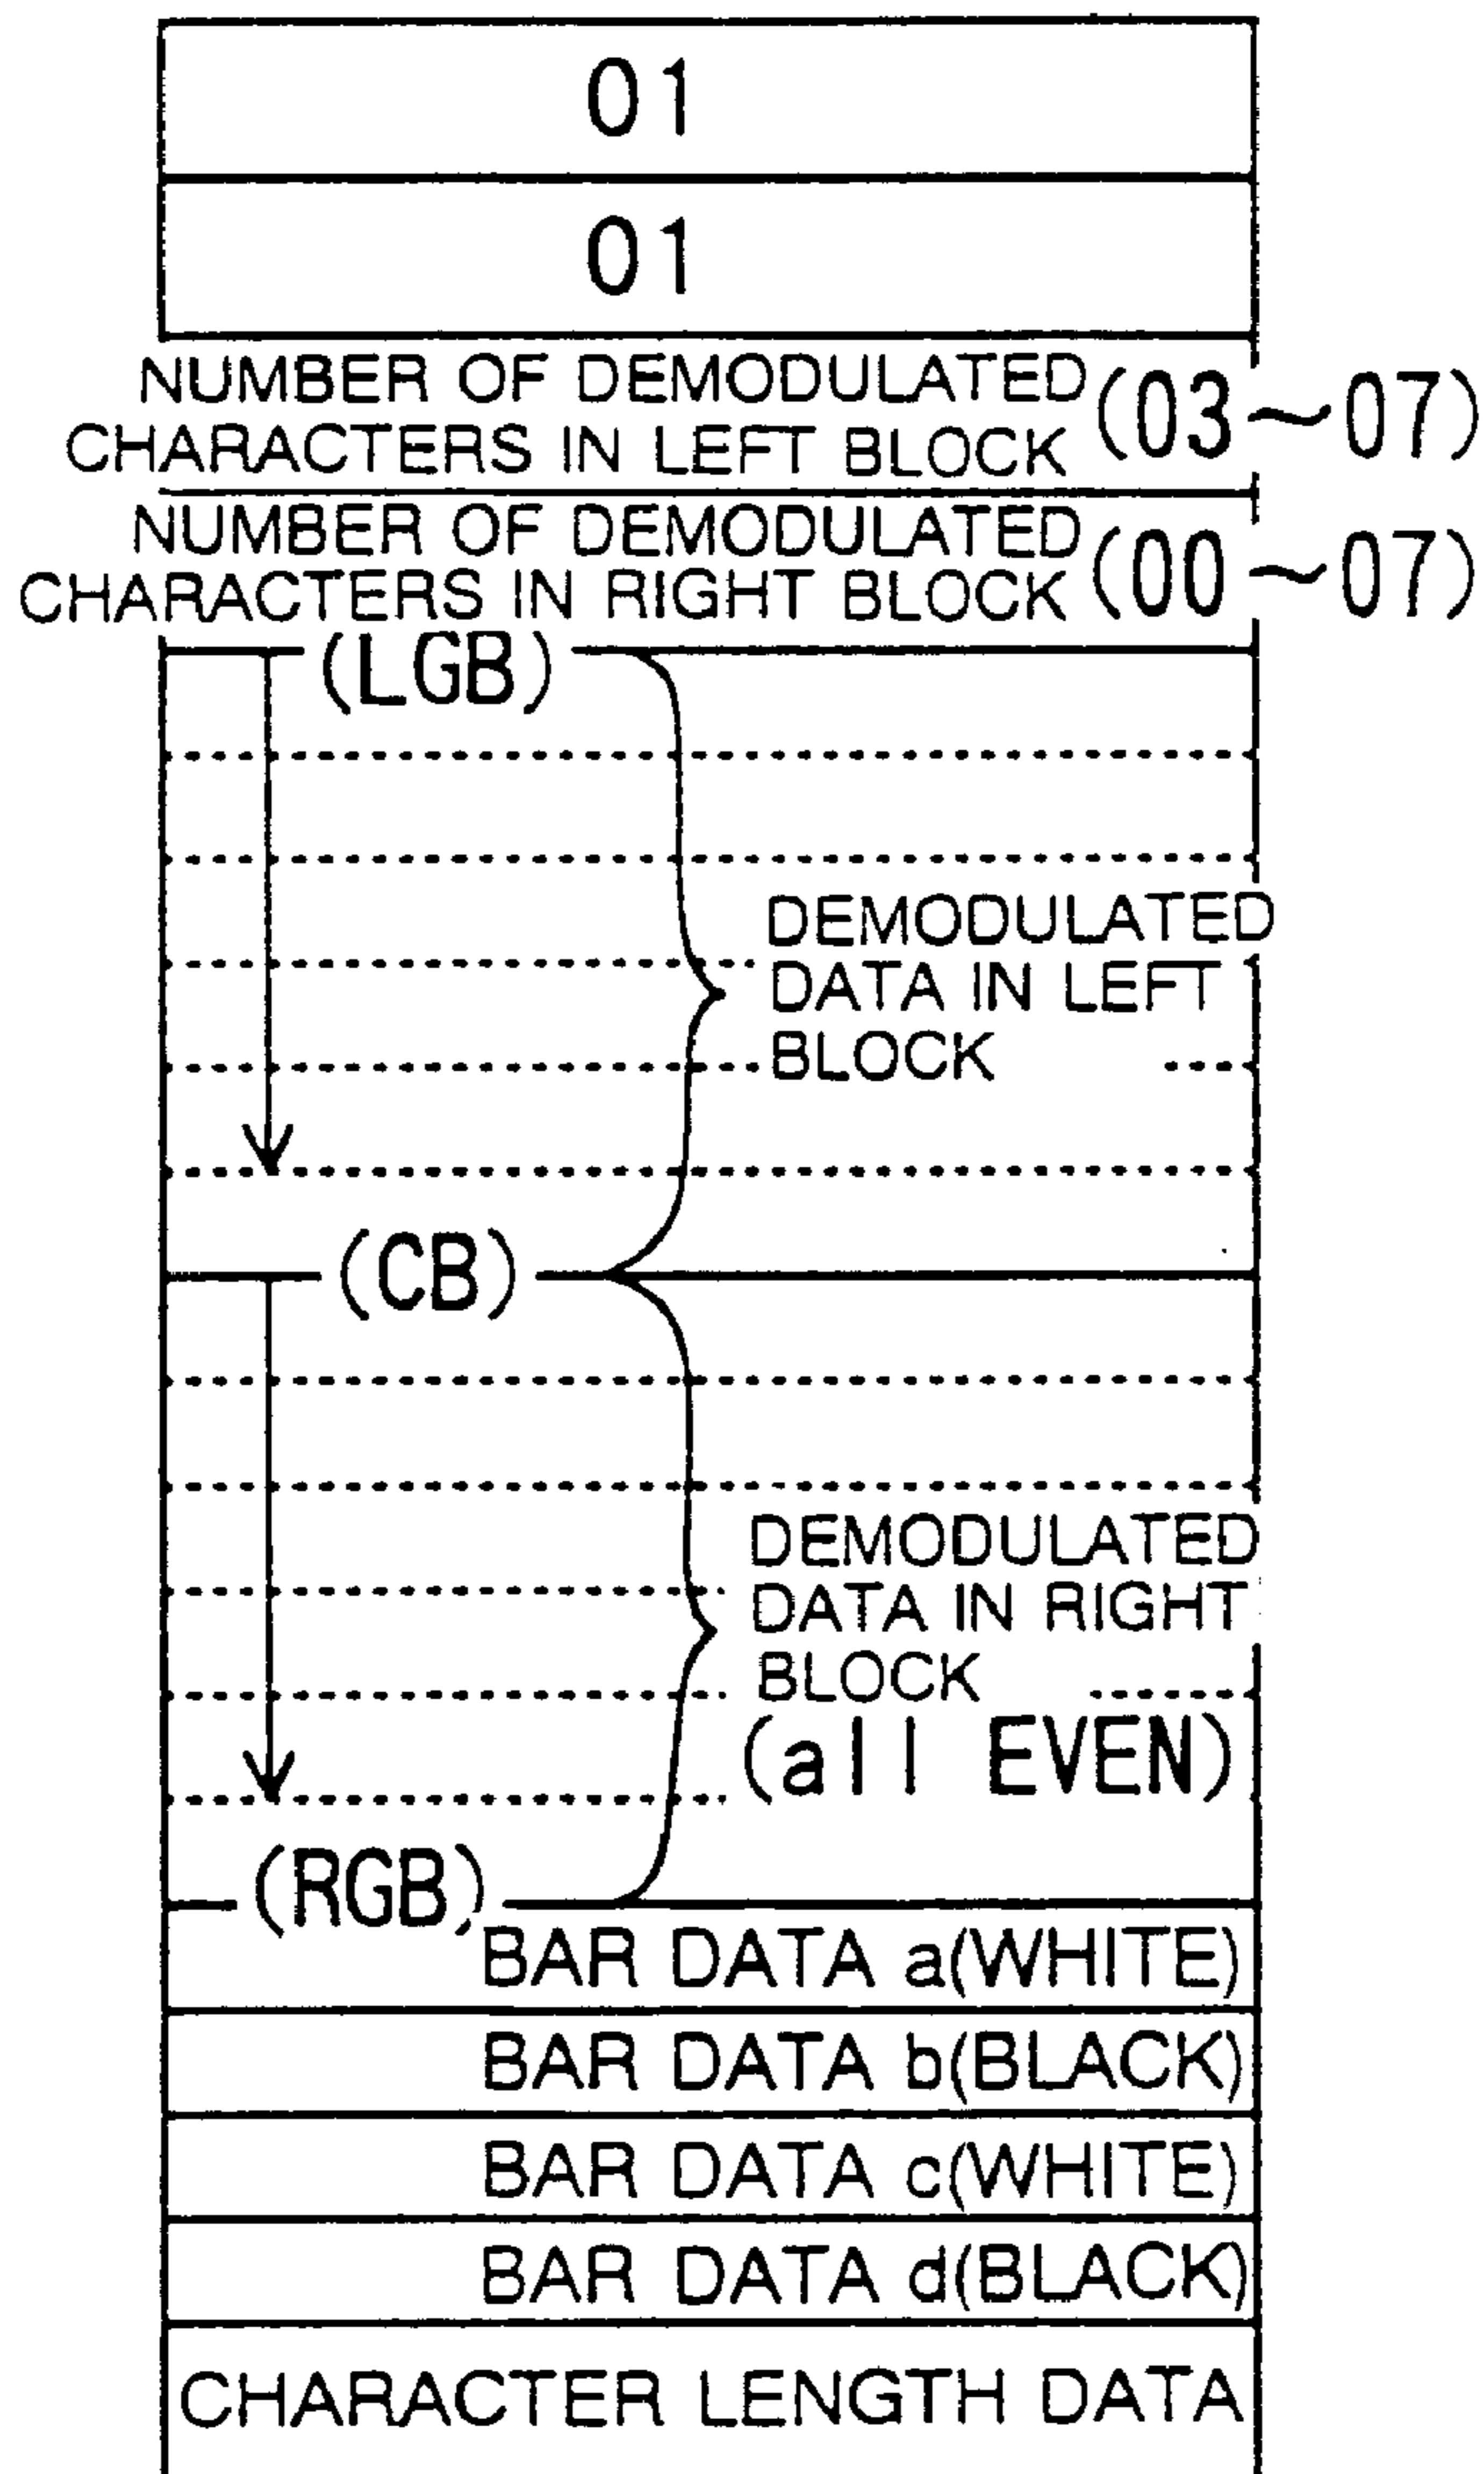 01
01
NUMBER OF DEMODULATED
CHARACTERS IN LEFT BLOCK (03~07)
NUMBER OF DEMODULATED
CHARACTERS IN RIGHT BLOCK (00~07)
(LGB)
DEMODULATED
DATA IN LEFT
BLOCK
(CB)
DEMODULATED
DATA IN RIGHT
BLOCK
(all EVEN)
(RGB)
BAR DATA a(WHITE)
BAR DATA b(BLACK)
BAR DATA c(WHITE)
BAR DATA d(BLACK)
CHARACTER LENGTH DATA